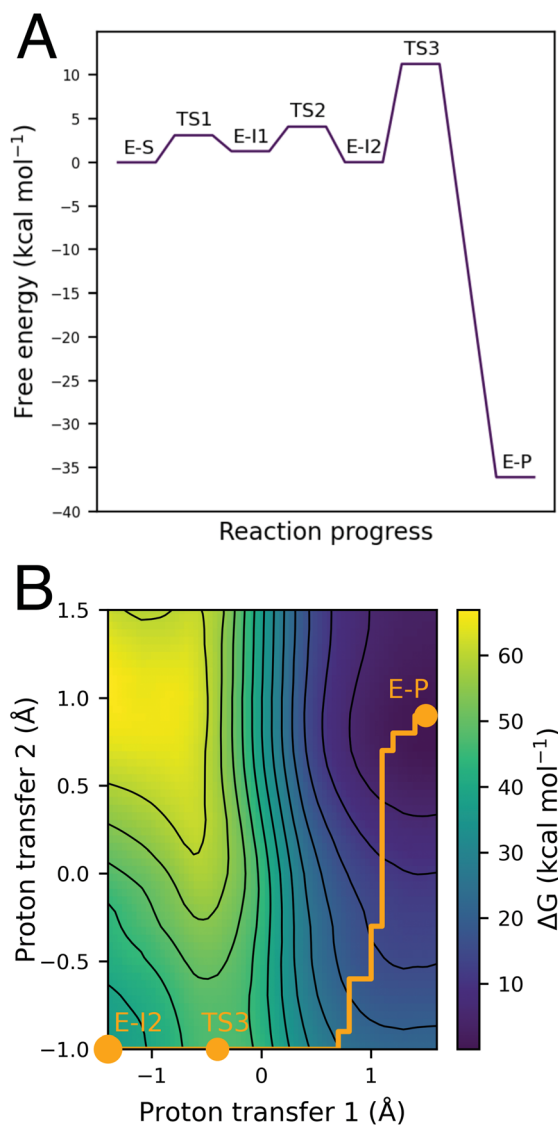 A
10
5
0
−5
−10
−15
−20
−25
−30
−35
−40
Free energy (kcal mol⁻¹)
E-S
TS1
E-I1
TS2
E-I2
TS3
E-P
Reaction progress
B
1.5
1.0
0.5
0.0
−0.5
−1.0
Proton transfer 2 (Å)
E-P
E-I2
TS3
−1
0
1
Proton transfer 1 (Å)
60
50
40
30
20
10
ΔG (kcal mol⁻¹)